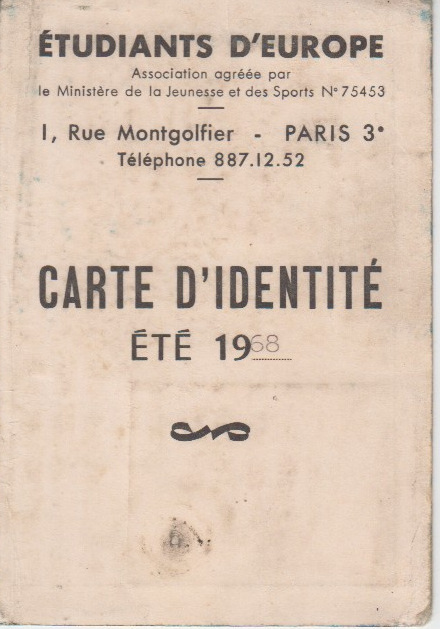 ÉTUDIANTS D'EUROPE
Association agréée par
le Ministère de la Jeunesse et des Sports N° 75453
1, Rue Montgolfier - PARIS 3e
Téléphone 887.12.52
CARTE D'IDENTITÉ
ÉTÉ 1968